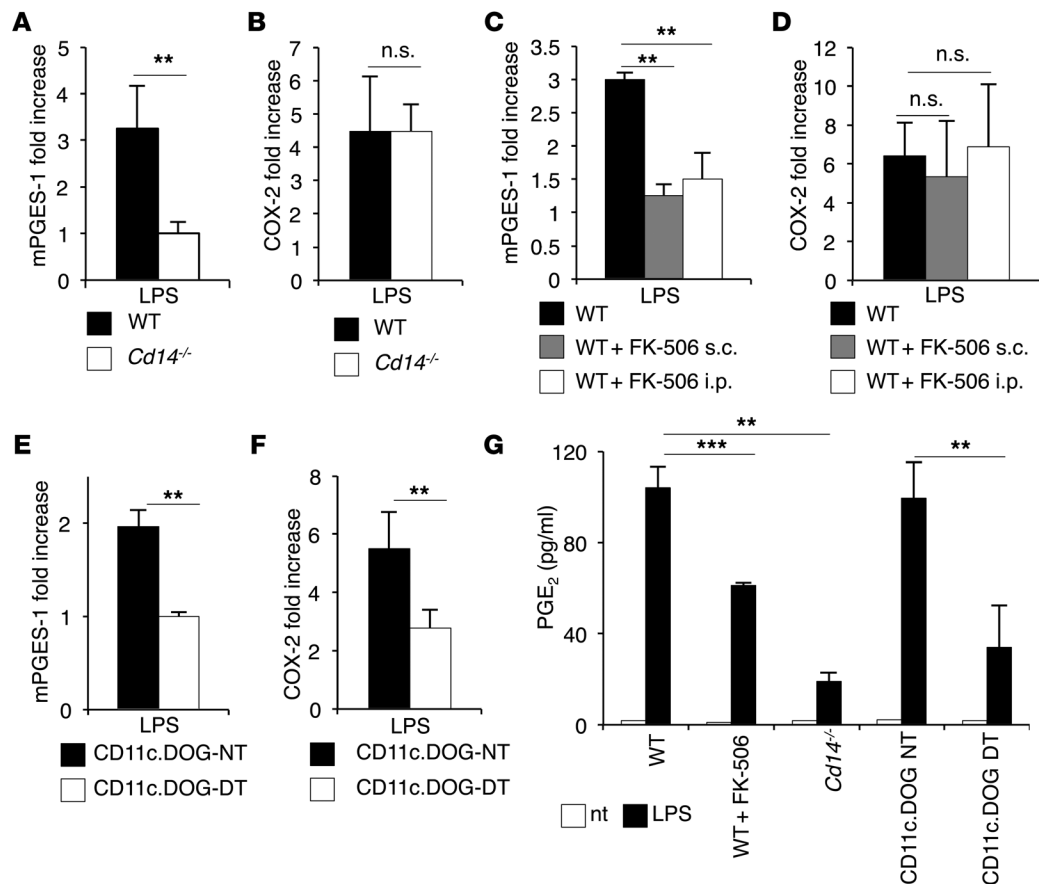 A
mPGES-1 fold increase
5
4
3
2
1
0
**
LPS
WT
Cd14-/-
B
COX-2 fold increase
7
6
5
4
3
2
1
0
n.s.
LPS
WT
Cd14-/-
C
mPGES-1 fold increase
3.5
3
2.5
2
1.5
1
0.5
0
**
**
LPS
WT
WT + FK-506 s.c.
WT + FK-506 i.p.
D
COX-2 fold increase
12
10
8
6
4
2
0
n.s.
n.s.
LPS
WT
WT + FK-506 s.c.
WT + FK-506 i.p.
E
mPGES-1 fold increase
2
1
0
**
LPS
CD11c.DOG-NT
CD11c.DOG-DT
F
COX-2 fold increase
8
6
4
2
0
**
LPS
CD11c.DOG-NT
CD11c.DOG-DT
G
PGE2 (pg/ml)
120
80
40
0
**
***
**
WT
WT + FK-506
Cd14-/-
CD11c.DOG NT
CD11c.DOG DT
nt LPS